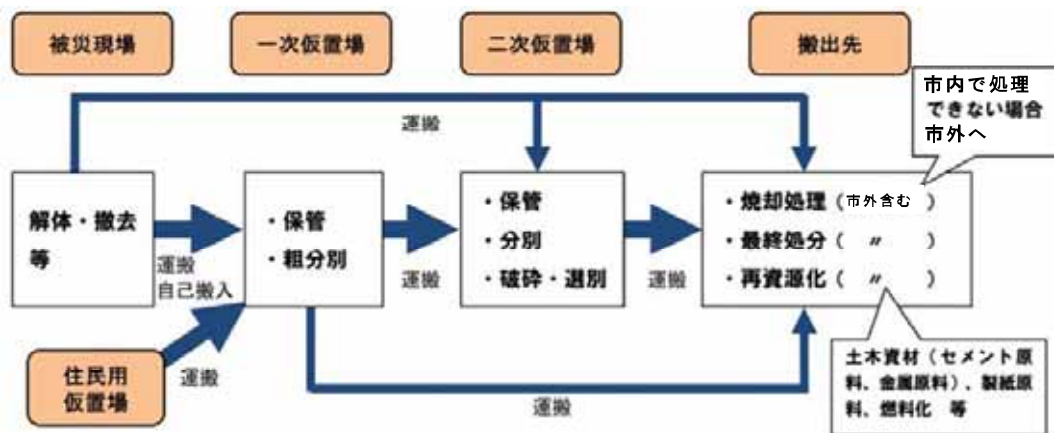 被災現場
一次仮置場
二次仮置場
搬出先
市内で処理
できない場合
市外へ
運搬
解体・撤去
等
運搬
自己搬入
・保管
・粗分別
運搬
・保管
・分別
・破砕・選別
運搬
・焼却処理(市外含む )
・最終処分( 〃 )
・再資源化( 〃 )
住民用
仮置場
運搬
運搬
土木資材(セメント原
料、金属原料)、製紙原
料、燃料化 等